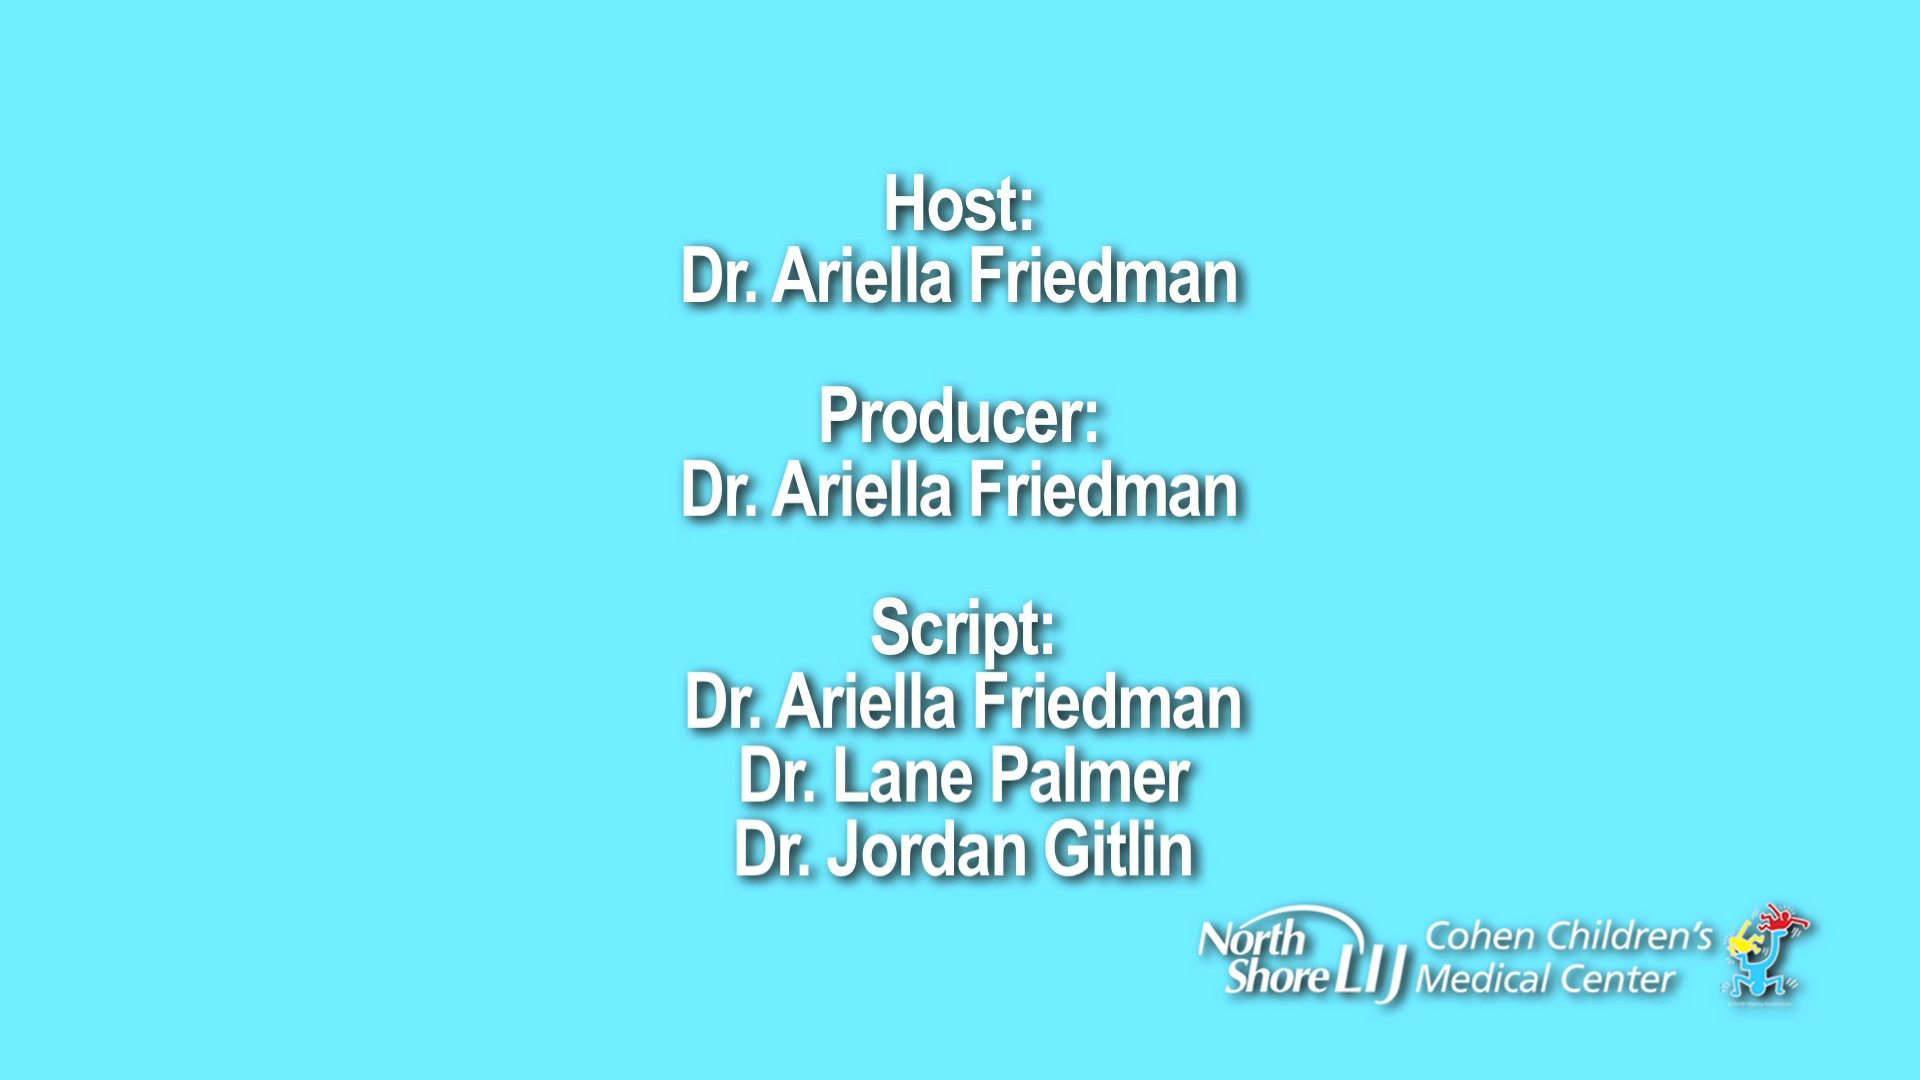 Host:
Dr. Ariella Friedman
Producer:
Dr. Ariella Friedman
Script:
Dr. Ariella Friedman
Dr. Lane Palmer
Dr. Jordan Gitlin
North
Shore LIJ
Cohen Children's
Medical Center